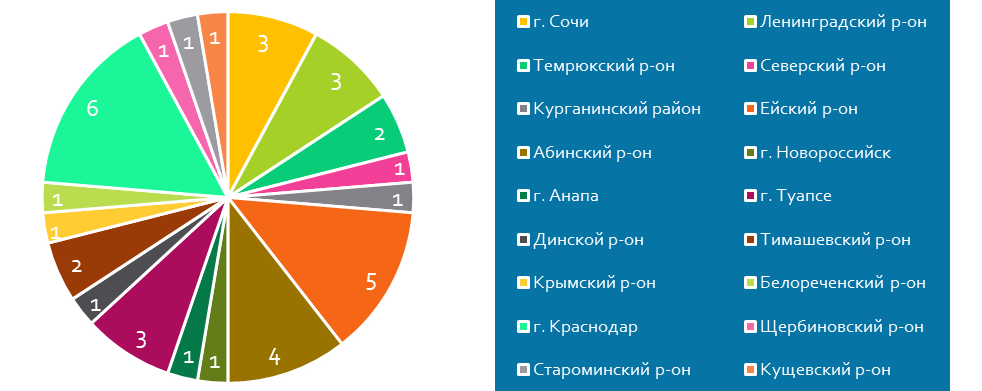 3
3
2
1
1
5
4
1
1
3
1
2
1
1
6
1
1
1
г. Сочи
Ленинградский р-он
Темрюкский р-он
Северский р-он
Курганинский район
Ейский р-он
Абинский р-он
г. Новороссийск
г. Анапа
г. Туапсе
Динской р-он
Тимашевский р-он
Крымский р-он
Белореченский р-он
г. Краснодар
Щербиновский р-он
Староминский р-он
Кущевский р-он